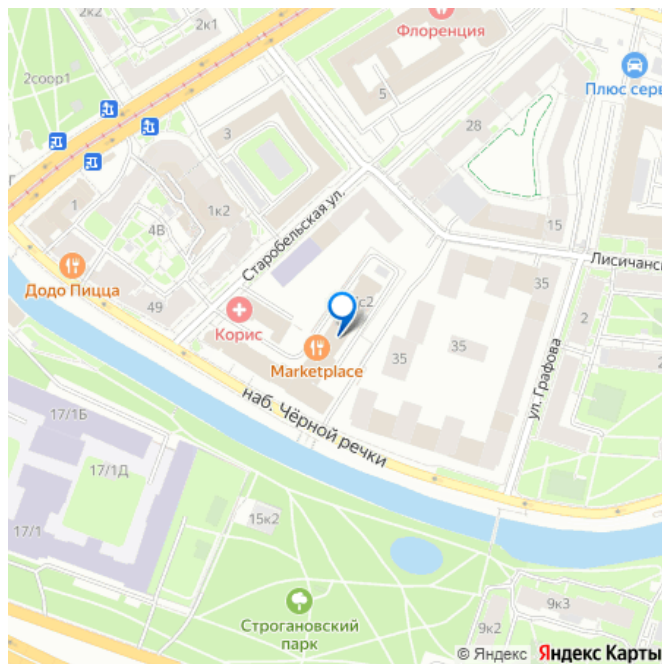 2к2
2к1
Флоренция
2соор1
5
Плюс серв
3
28
1
1к2
4В
15
Старобельская ул.
Лисичанск
Додо Пицца
49
35
с2
2
Корис
35
35
Marketplace
ул. Графова
наб. Чёрной речки
17/1Б
17/1Д
17/1
15к2
9к3
9к2
Строгановский
парк
© Яндекс Яндекс Карты